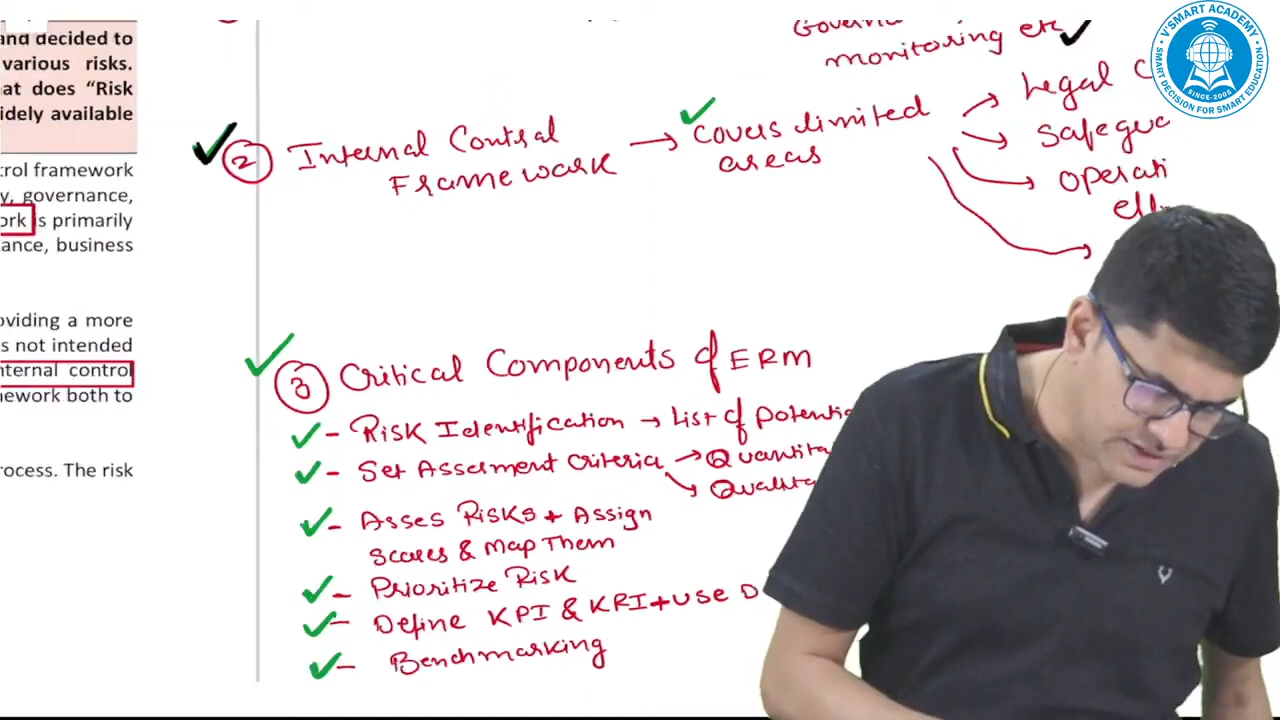 and decided to
various risks.
at does “Risk
idely available
trol framework
y, governance,
ork is primarily
ance, business
oviding a more
s not intended
nternal control
nework both to
rocess. The risk
monitoring etc
2 Internal Control
Framework
Covers limited
areas
Legal C
Operati
3 Critical Components of ERM
- Risk Identification → List of Potentia
- Set Assesment Criteria → Quantita
Qualita
- Asses Risks + Assign
Scores & Map Them
- Prioritize Risk
- Define KPI & KRI + use D
- Benchmarking
V'SMART ACADEMY
SMART DECISION FOR SMART EDUCATION
SINCE-2005